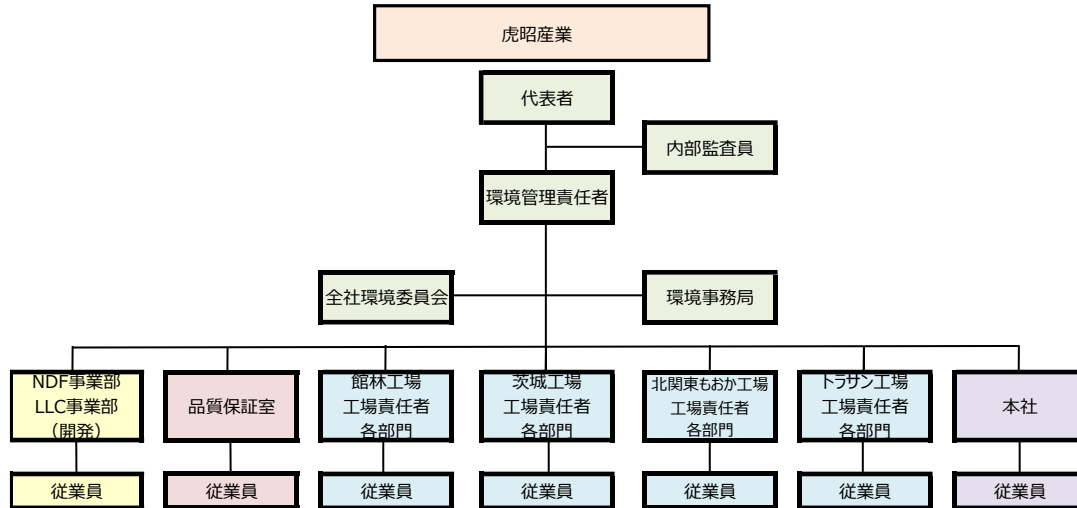 虎昭産業
代表者
内部監査員
環境管理責任者
全社環境委員会
環境事務局
NDF事業部
LLC事業部
（開発）
品質保証室
館林工場
工場責任者
各部門
茨城工場
工場責任者
各部門
北関東もおか工場
工場責任者
各部門
トラサン工場
工場責任者
各部門
本社
従業員
従業員
従業員
従業員
従業員
従業員
従業員